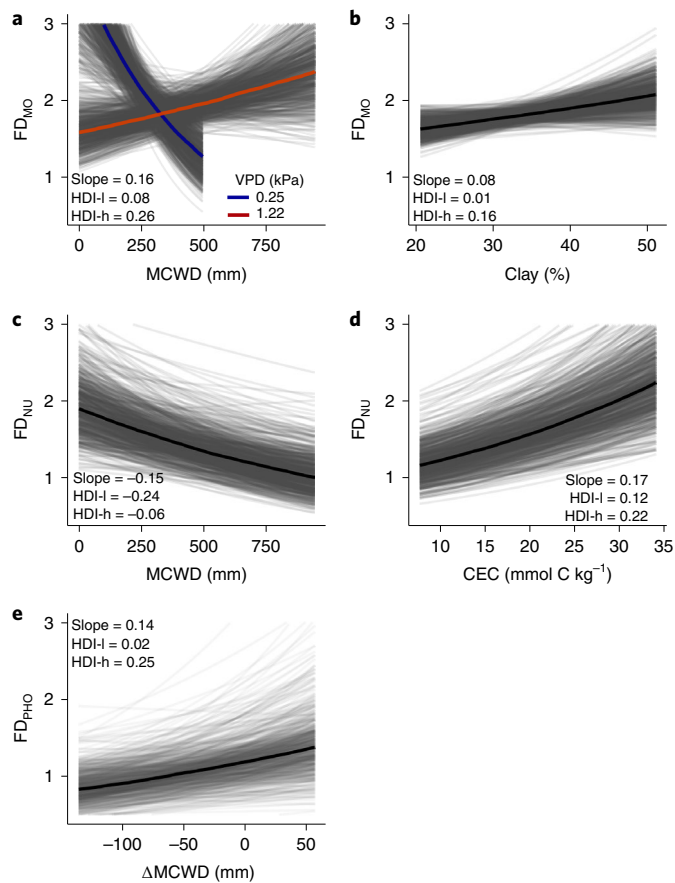 a
3
2
1
FD_MO
Slope = 0.16
HDI-l = 0.08
HDI-h = 0.26
VPD (kPa)
0.25
1.22
0 250 500 750
MCWD (mm)
b
3
2
1
FD_MO
Slope = 0.08
HDI-l = 0.01
HDI-h = 0.16
20 30 40 50
Clay (%)
c
3
2
1
FD_NU
Slope = −0.15
HDI-l = −0.24
HDI-h = −0.06
0 250 500 750
MCWD (mm)
d
3
2
1
FD_NU
Slope = 0.17
HDI-l = 0.12
HDI-h = 0.22
10 15 20 25 30 35
CEC (mmol C kg⁻¹)
e
3
2
1
FD_PHO
Slope = 0.14
HDI-l = 0.02
HDI-h = 0.25
−100 −50 0 50
ΔMCWD (mm)